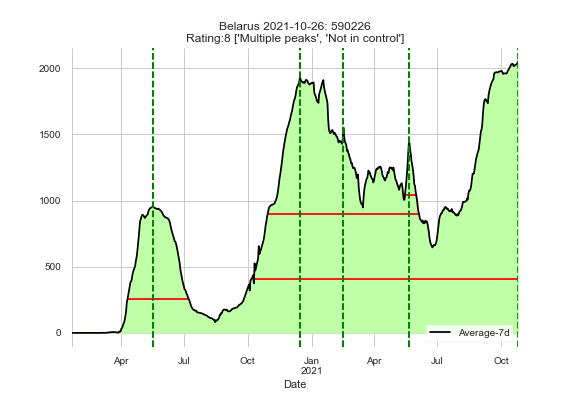 Belarus 2021-10-26: 590226
Rating:8 ['Multiple peaks', 'Not in control']
2000
1500
1000
500
0
Average-7d
Apr Jul Oct Jan Apr Jul Oct
2021
Date